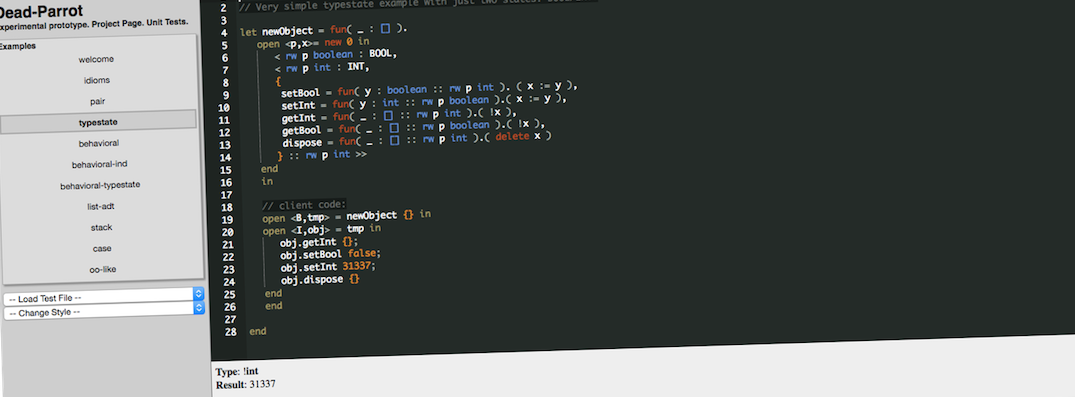 Dead-Parrot
xperimental prototype. Project Page. Unit Tests.
Examples
welcome
idioms
pair
typestate
behavioral
behavioral-ind
behavioral-typestate
list-adt
stack
case
oo-like
-- Load Test File --
-- Change Style --
2 // Very simple typestate example with just two states:
3
4 let newObject = fun( _ : [] ).
5 open <p,x>= new 0 in
6 < rw p boolean : BOOL,
7 < rw p int : INT,
8 {
9 setBool = fun( y : boolean :: rw p int ). ( x := y ),
10 setInt = fun( y : int :: rw p boolean ).( x := y ),
11 getInt = fun( _ : [] :: rw p int ).( !x ),
12 getBool = fun( _ : [] :: rw p boolean ).( !x ),
13 dispose = fun( _ : [] :: rw p int ).( delete x )
14 } :: rw p int >>
15 end
16 in
17
18 // client code:
19 open <B,tmp> = newObject {} in
20 open <I,obj> = tmp in
21 obj.getInt {};
22 obj.setBool false;
23 obj.setInt 31337;
24 obj.dispose {}
25 end
26 end
27
28 end
Type: !int
Result: 31337